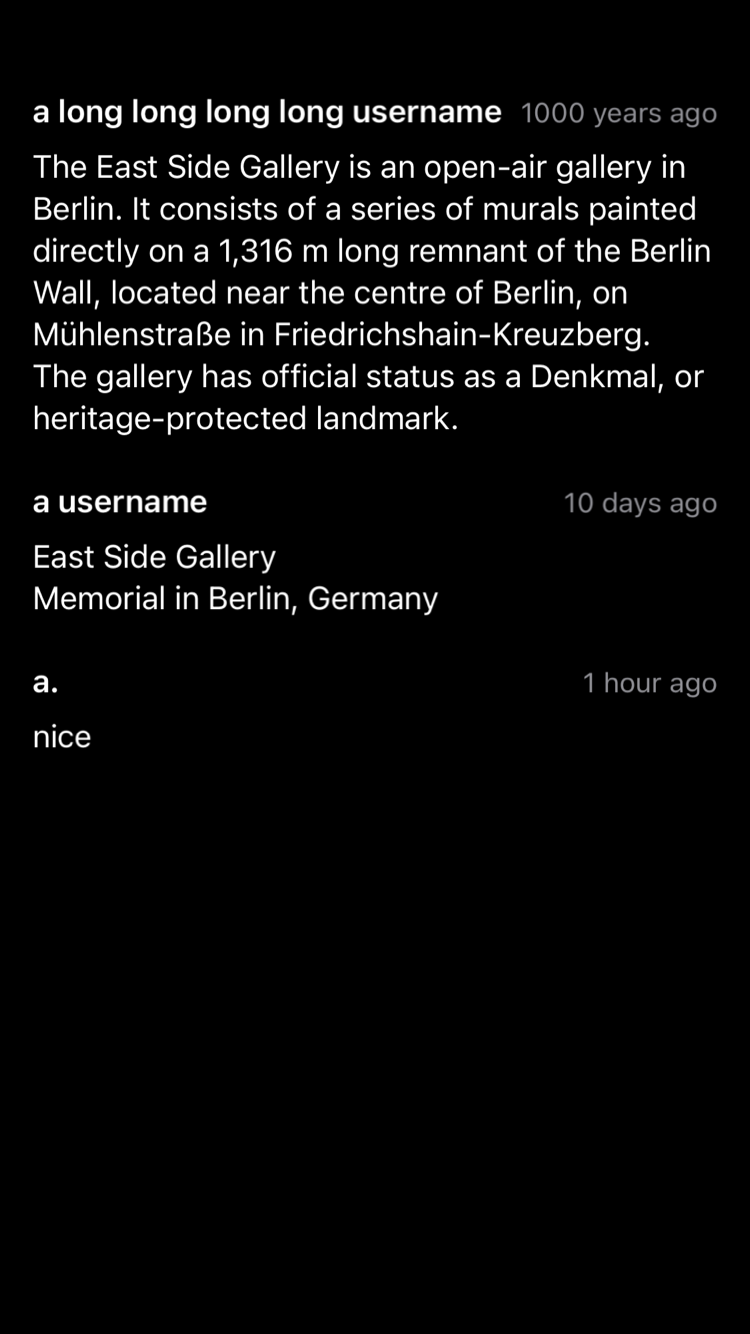 a long long long long username 1000 years ago
The East Side Gallery is an open-air gallery in
Berlin. It consists of a series of murals painted
directly on a 1,316 m long remnant of the Berlin
Wall, located near the centre of Berlin, on
Mühlenstraße in Friedrichshain-Kreuzberg.
The gallery has official status as a Denkmal, or
heritage-protected landmark.
a username 10 days ago
East Side Gallery
Memorial in Berlin, Germany
a. 1 hour ago
nice